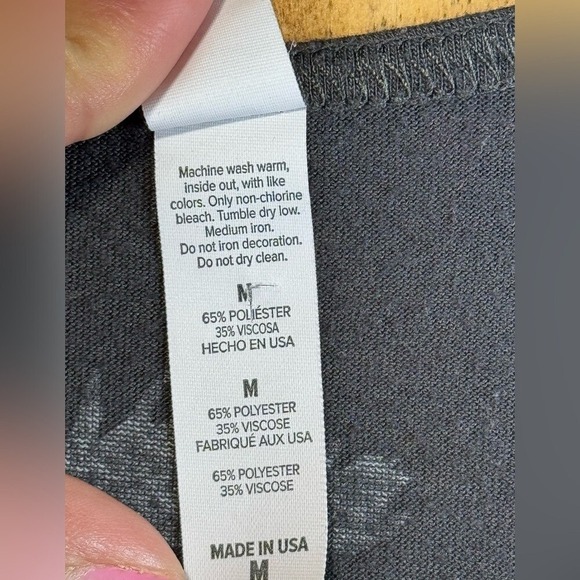 Machine wash warm,
inside out, with like
colors. Only non-chlorine
bleach. Tumble dry low.
Medium iron.
Do not iron decoration.
Do not dry clean.
M
65% POLIÉSTER
35% VISCOSA
HECHO EN USA
M
65% POLYESTER
35% VISCOSE
FABRIQUÉ AUX USA
65% POLYESTER
35% VISCOSE
MADE IN USA
M